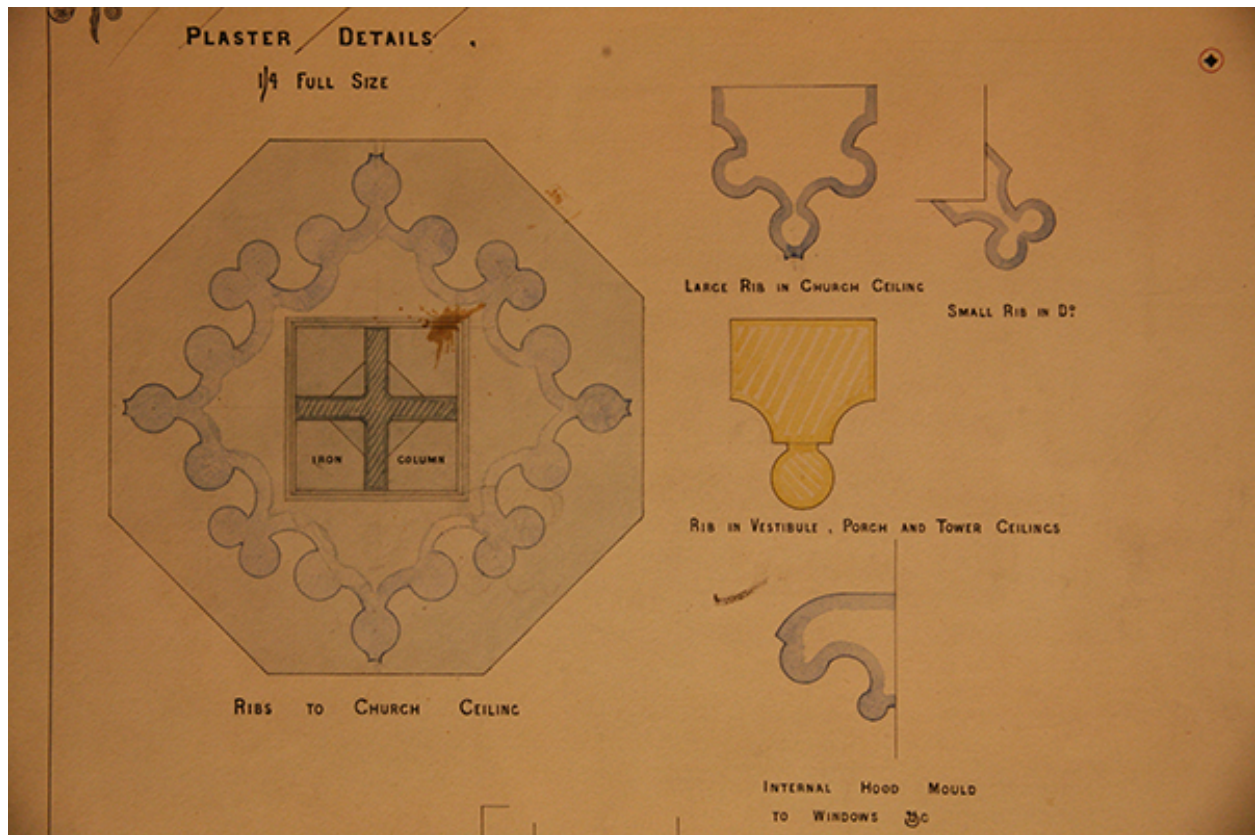 PLASTER DETAILS.
1/4 FULL SIZE
IRON COLUMN
RIBS TO CHURCH CEILING
LARGE RIB IN CHURCH CEILING
SMALL RIB IN Dº
RIB IN VESTIBULE, PORCH AND TOWER CEILINGS
INTERNAL HOOD MOULD
TO WINDOWS &C